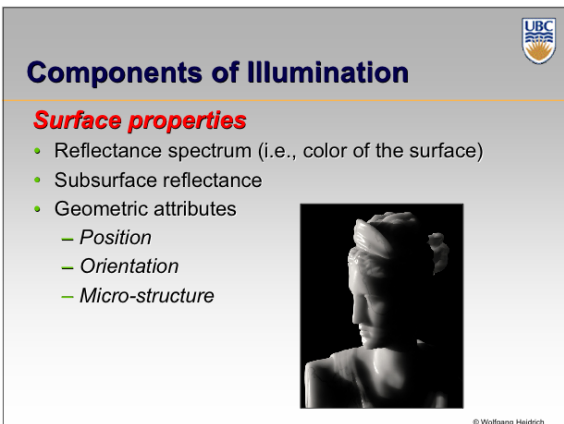 UBC
Components of Illumination
Surface properties
• Reflectance spectrum (i.e., color of the surface)
• Subsurface reflectance
• Geometric attributes
– Position
– Orientation
– Micro-structure
© Wolfgang Heidrich